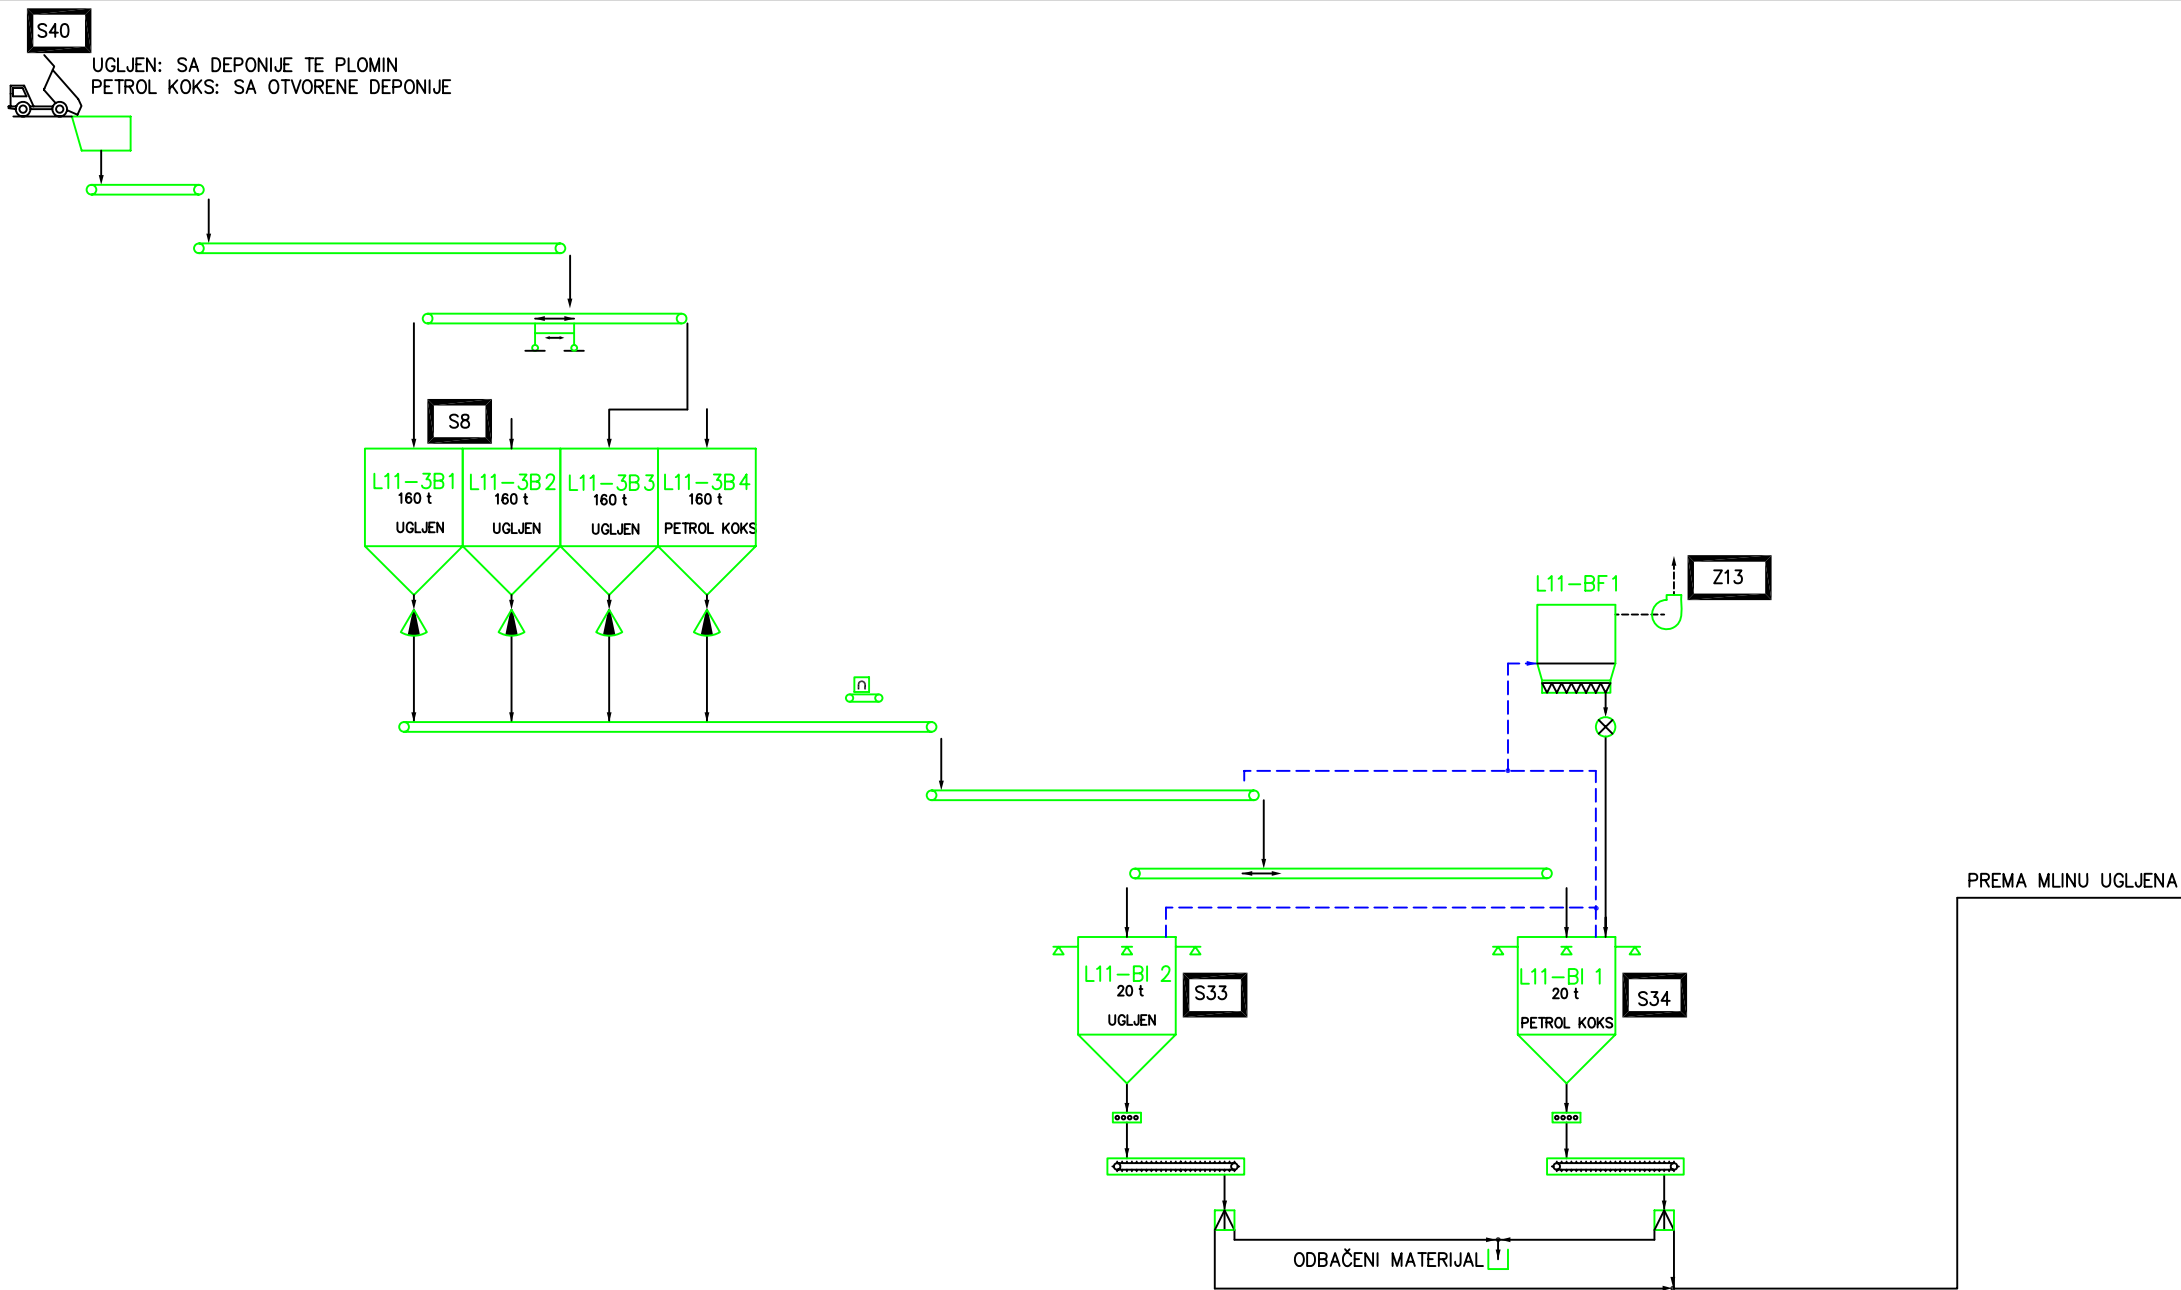 S40
UGLJEN: SA DEPONIJE TE PLOMIN
PETROL KOKS: SA OTVORENE DEPONIJE
S8
L11-3B1
160 t
UGLJEN
L11-3B2
160 t
UGLJEN
L11-3B3
160 t
UGLJEN
L11-3B4
160 t
PETROL KOKS
L11-BF1
Z13
PREMA MLINU UGLJENA
L11-BI 2
20 t
UGLJEN
S33
L11-BI 1
20 t
PETROL KOKS
S34
ODBAČENI MATERIJAL